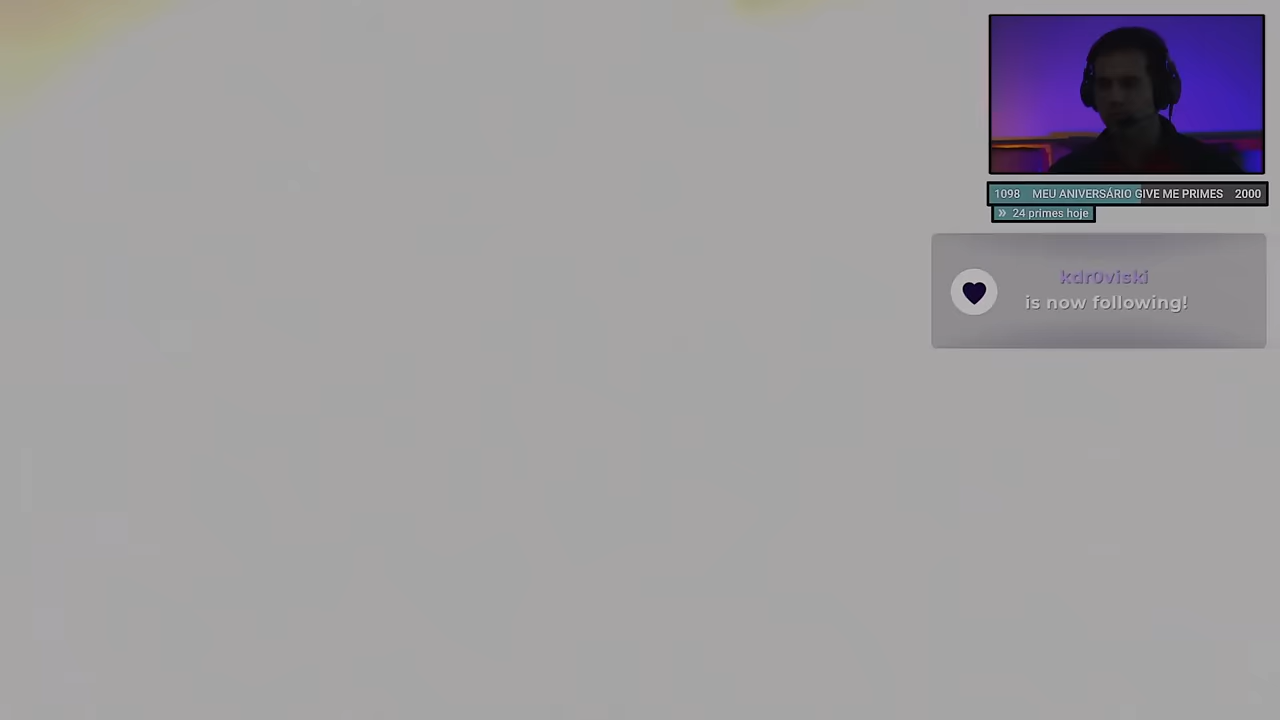 1098 MEU ANIVERSÁRIO GIVE ME PRIMES 2000
» 24 primes hoje
kdr0viski
is now following!